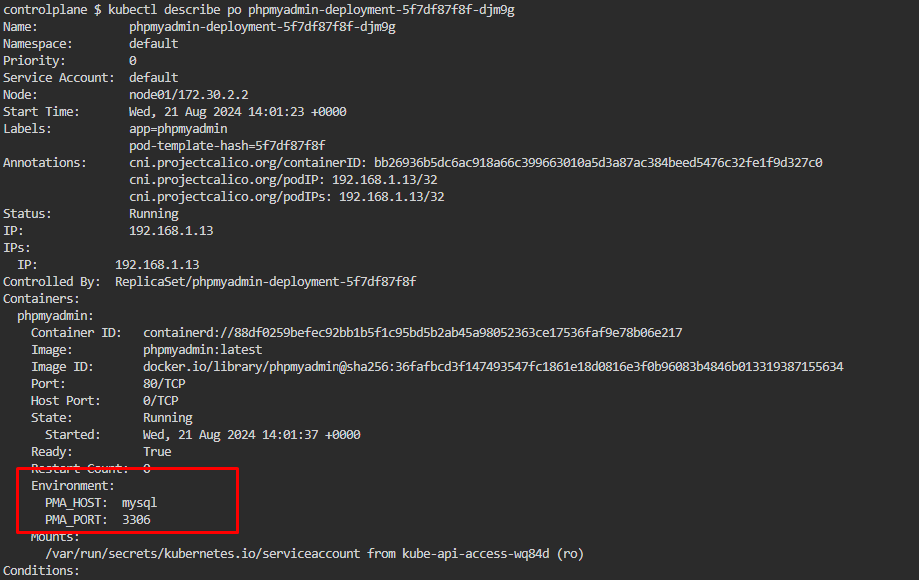 controlplane $ kubectl describe po phpmyadmin-deployment-5f7df87f8f-djm9g
Name:             phpmyadmin-deployment-5f7df87f8f-djm9g
Namespace:        default
Priority:         0
Service Account:  default
Node:             node01/172.30.2.2
Start Time:       Wed, 21 Aug 2024 14:01:23 +0000
Labels:           app=phpmyadmin
                  pod-template-hash=5f7df87f8f
Annotations:      cni.projectcalico.org/containerID: bb26936b5dc6ac918a66c399663010a5d3a87ac384beed5476c32fe1f9d327c0
                  cni.projectcalico.org/podIP: 192.168.1.13/32
                  cni.projectcalico.org/podIPs: 192.168.1.13/32
Status:           Running
IP:               192.168.1.13
IPs:
  IP:           192.168.1.13
Controlled By:  ReplicaSet/phpmyadmin-deployment-5f7df87f8f
Containers:
  phpmyadmin:
    Container ID:   containerd://88df0259befec92bb1b5f1c95bd5b2ab45a98052363ce17536faf9e78b06e217
    Image:          phpmyadmin:latest
    Image ID:       docker.io/library/phpmyadmin@sha256:36fafbcd3f147493547fc1861e18d0816e3f0b96083b4846b013319387155634
    Port:           80/TCP
    Host Port:      0/TCP
    State:          Running
      Started:      Wed, 21 Aug 2024 14:01:37 +0000
    Ready:          True
    Restart Count:  0
    Environment:
      PMA_HOST:  mysql
      PMA_PORT:  3306
    Mounts:
      /var/run/secrets/kubernetes.io/serviceaccount from kube-api-access-wq84d (ro)
Conditions: